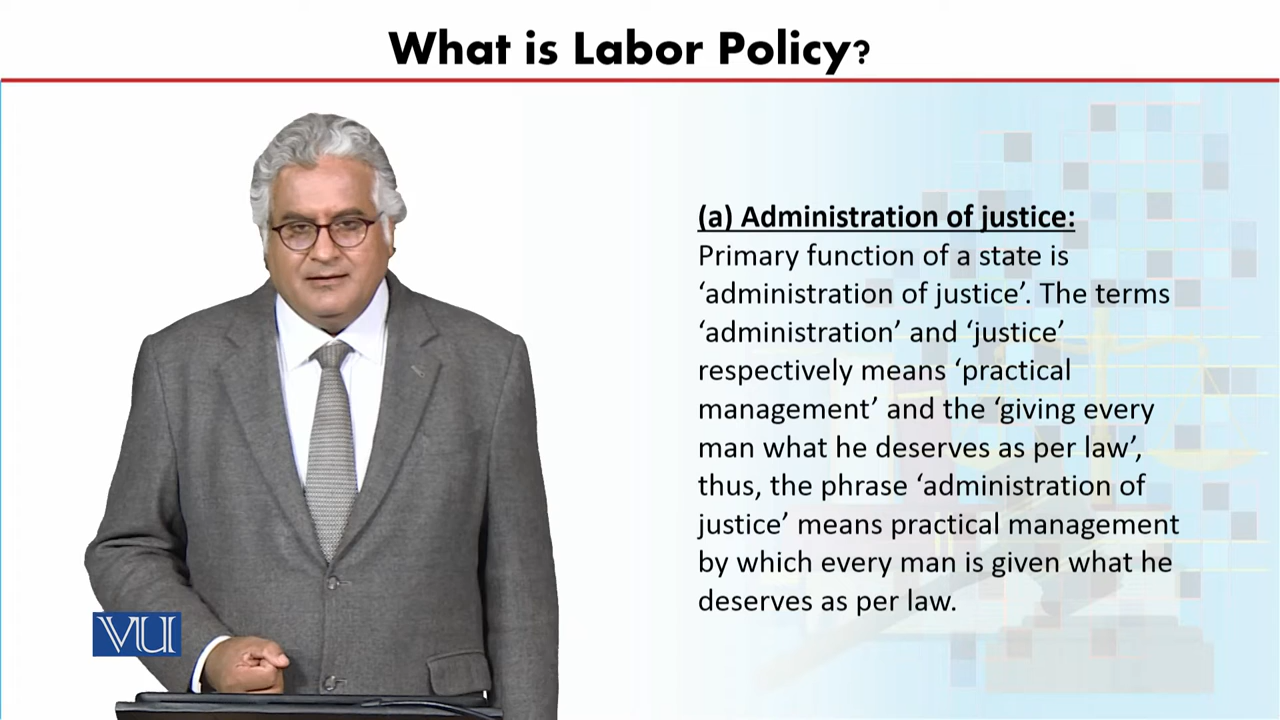 What is Labor Policy?
(a) Administration of justice:
Primary function of a state is
‘administration of justice’. The terms
‘administration’ and ‘justice’
respectively means ‘practical
management’ and the ‘giving every
man what he deserves as per law’,
thus, the phrase ‘administration of
justice’ means practical management
by which every man is given what he
deserves as per law.
VU